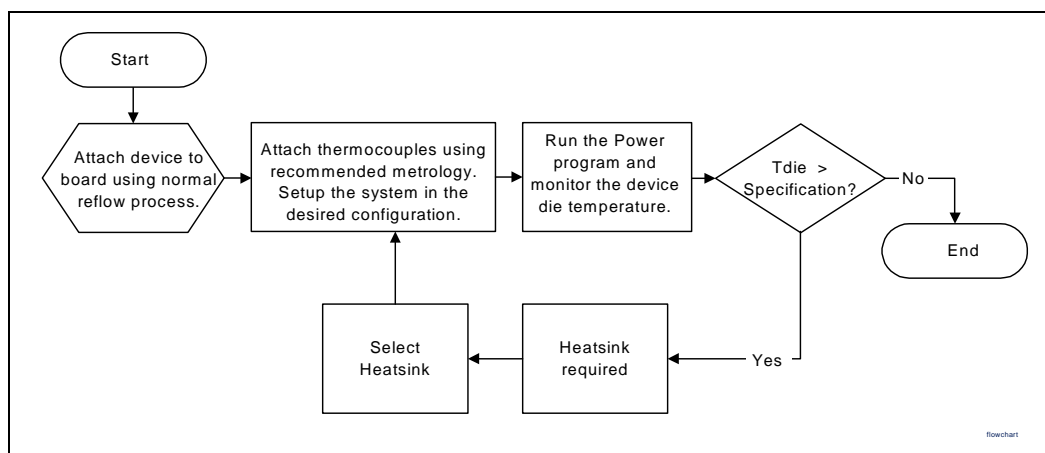 Start
Attach device to
board using normal
reflow process.
Attach thermocouples using
recommended metrology.
Setup the system in the
desired configuration.
Run the Power
program and
monitor the device
die temperature.
Tdie >
Specification?
No
End
Yes
Heatsink
required
Select
Heatsink
flowchart